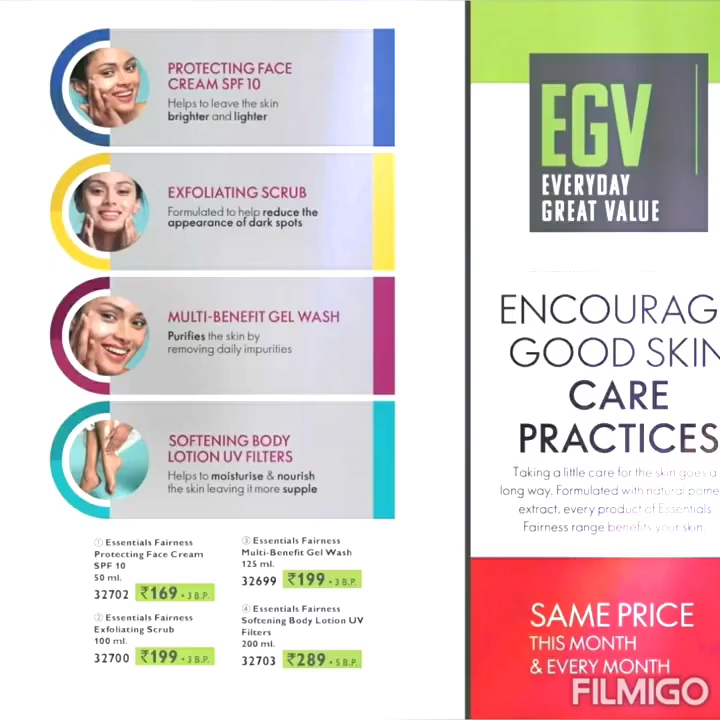 PROTECTING FACE
CREAM SPF 10
Helps to leave the skin
brighter and lighter
EXFOLIATING SCRUB
Formulated to help reduce the
appearance of dark spots
MULTI-BENEFIT GEL WASH
Purifies the skin by
removing daily impurities
SOFTENING BODY
LOTION UV FILTERS
Helps to moisturise & nourish
the skin leaving it more supple
① Essentials Fairness
Protecting Face Cream
SPF 10
50 ml.
32702 ₹169 • 3 B.P.
② Essentials Fairness
Exfoliating Scrub
100 ml.
32700 ₹199 • 3 B.P.
③ Essentials Fairness
Multi-Benefit Gel Wash
125 ml.
32699 ₹199 • 3 B.P.
④ Essentials Fairness
Softening Body Lotion UV
Filters
200 ml.
32703 ₹289 • 5 B.P.
EGV
EVERYDAY
GREAT VALUE
ENCOURAG
GOOD SKIN
CARE
PRACTICES
Taking a little care for the skin goes a
long way. Formulated with natural pome
extract, every product of Essentials
Fairness range benefits your skin.
SAME PRICE
THIS MONTH
& EVERY MONTH
FILMIGO